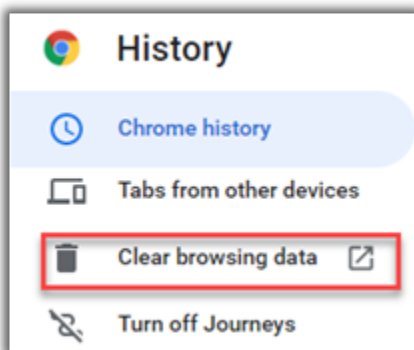 History
Chrome history
Tabs from other devices
Clear browsing data
Turn off Journeys